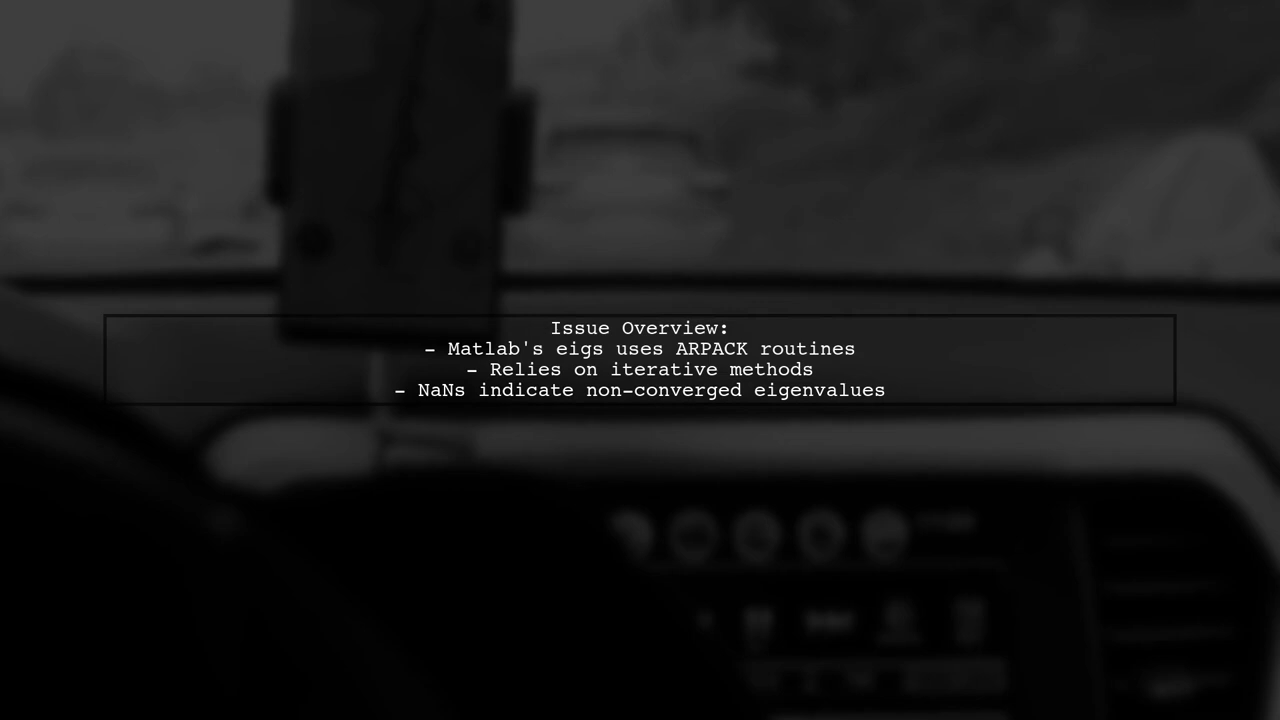 Issue Overview:
- Matlab's eigs uses ARPACK routines
- Relies on iterative methods
- NaNs indicate non-converged eigenvalues